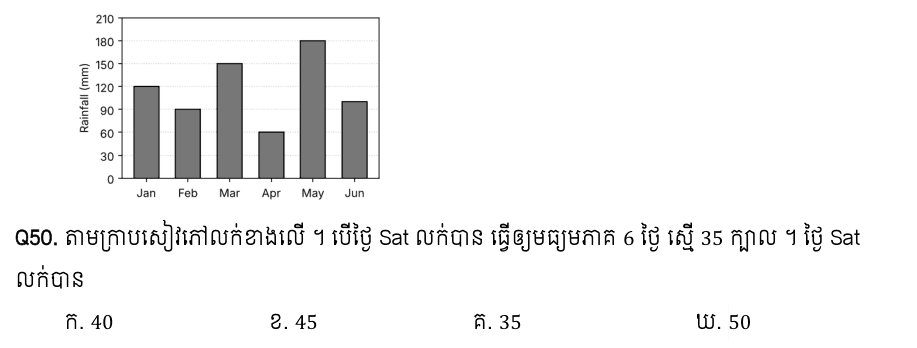 210
180
150
120
90
60
30
0
Rainfall (mm)
Jan Feb Mar Apr May Jun
Q50. តាមក្រាបសៀវភៅលក់ខាងលើ ។ បើថ្ងៃ Sat លក់បាន ធ្វើឲ្យមធ្យមភាគ 6 ថ្ងៃ ស្មើ 35 ក្បាល ។ ថ្ងៃ Sat
លក់បាន
ក. 40 ខ. 45 គ. 35 ឃ. 50